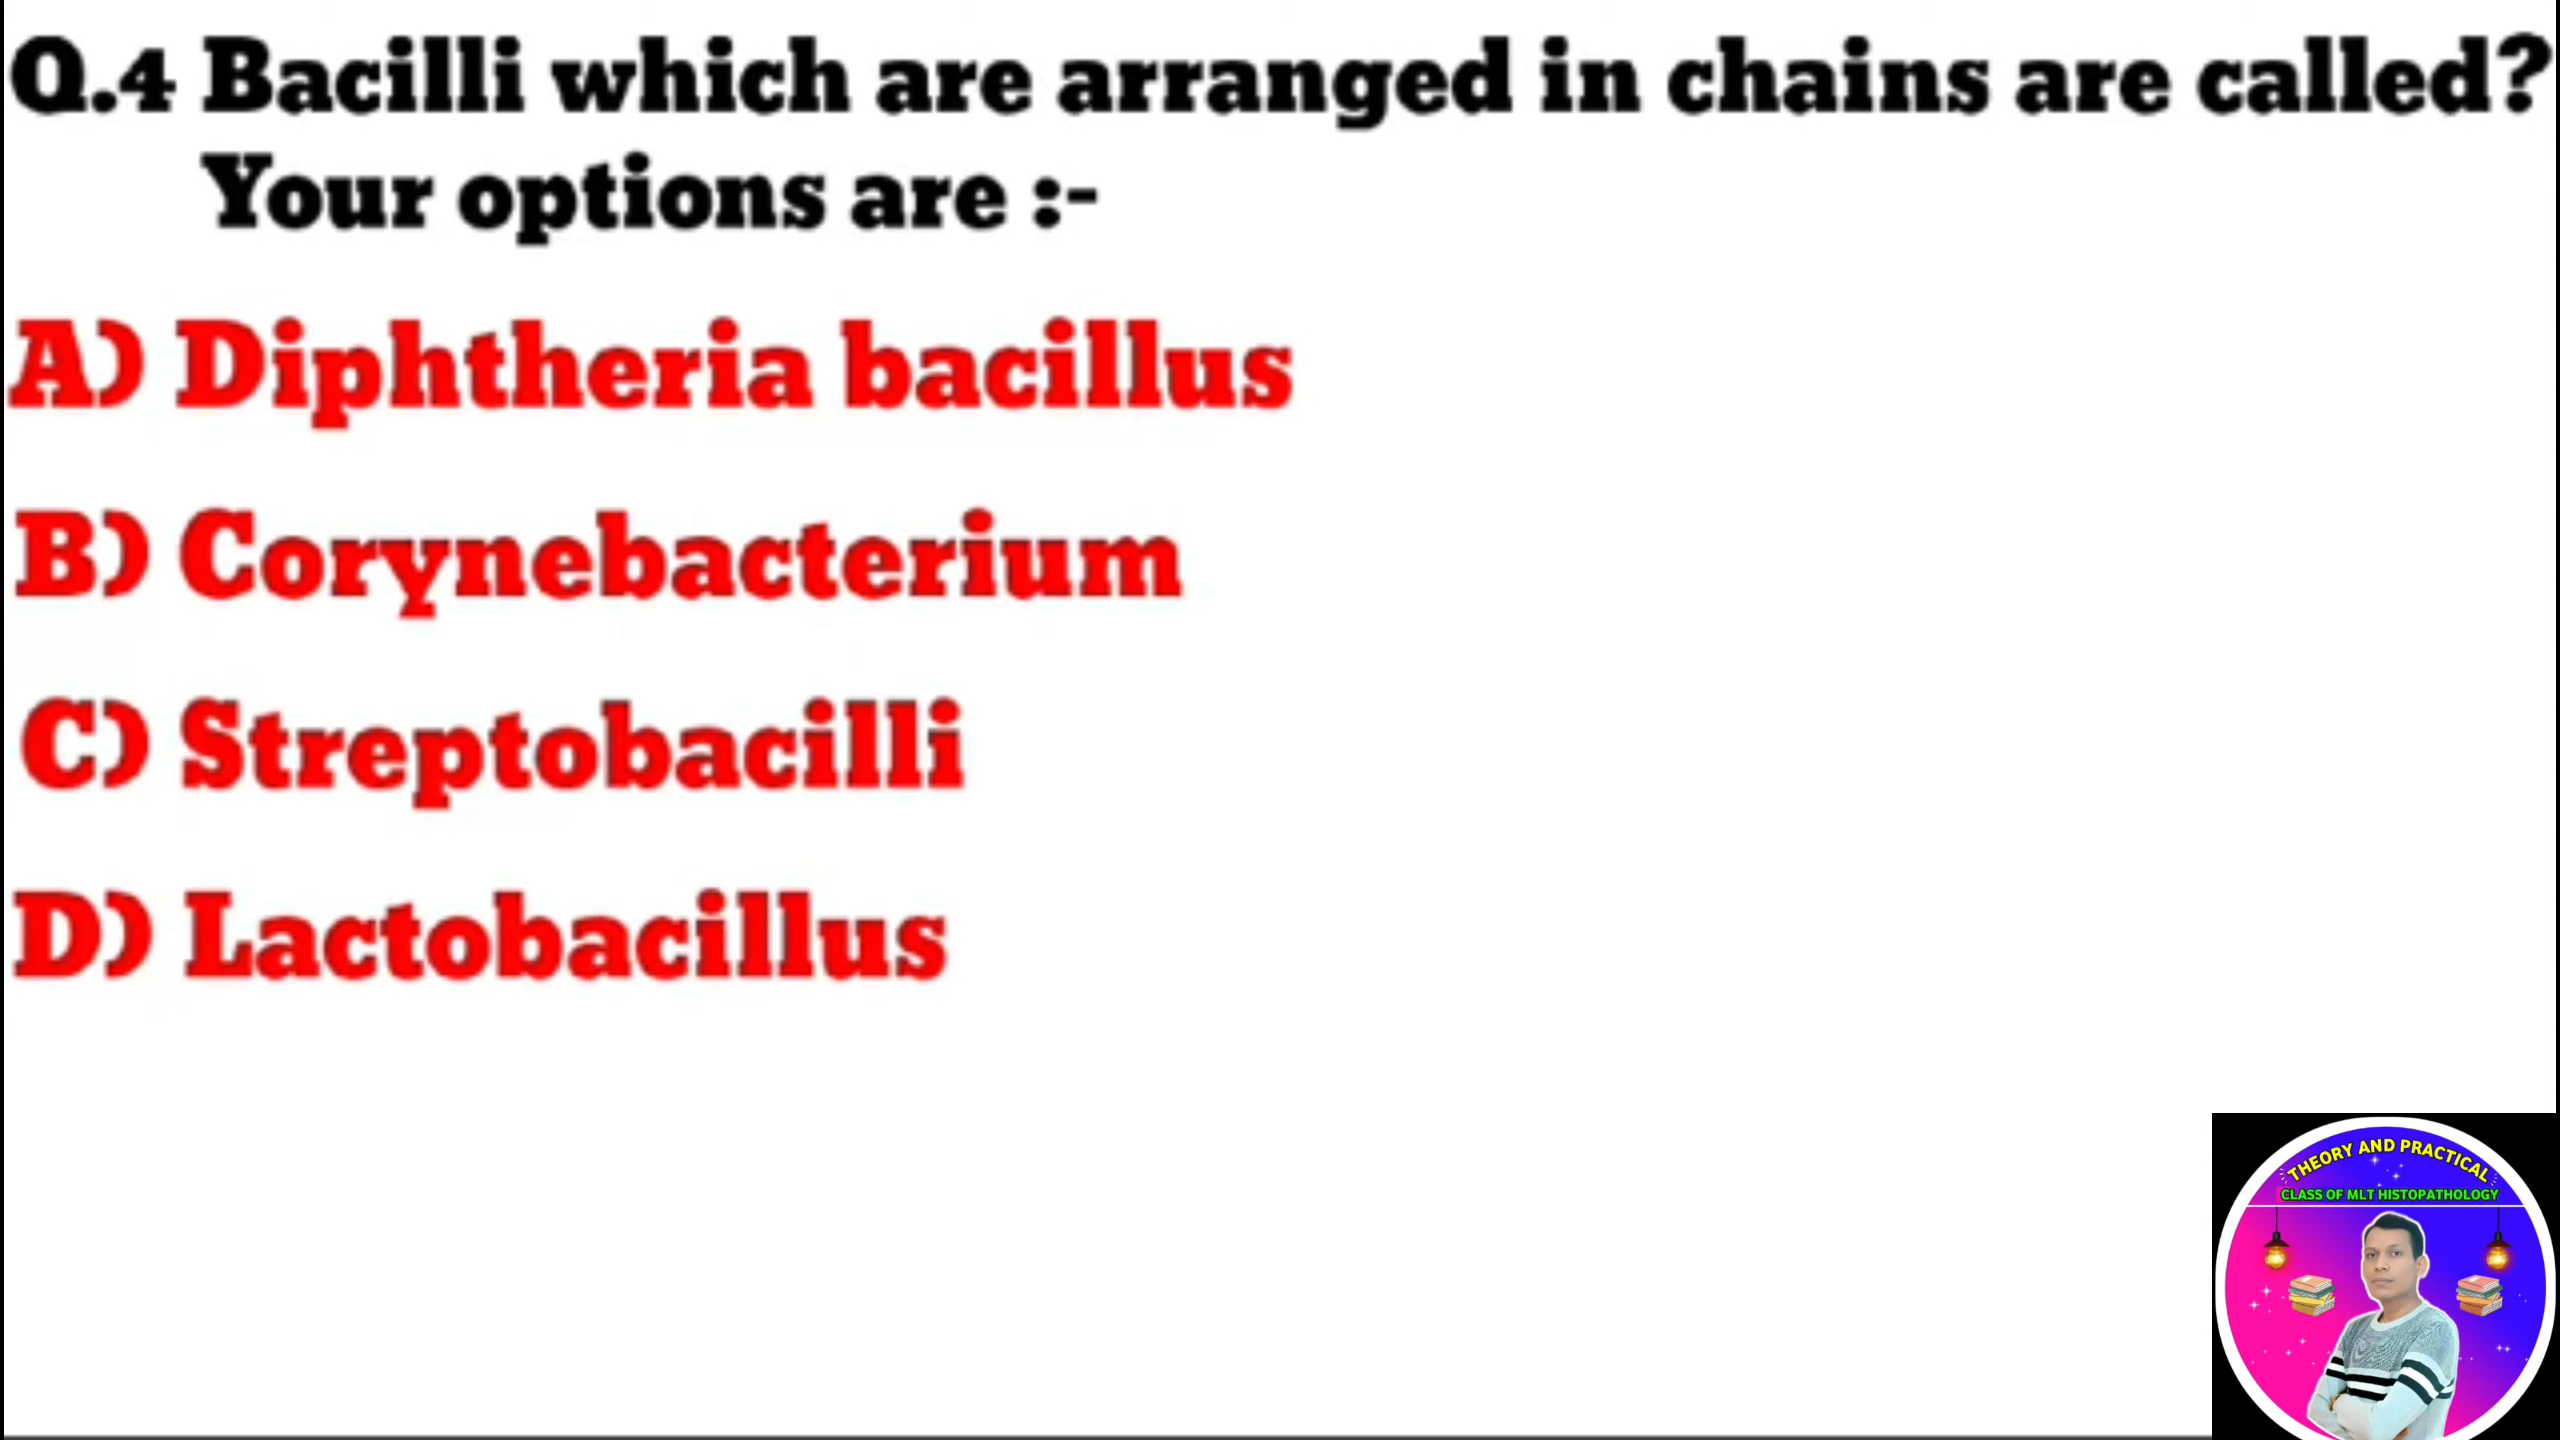 Q.4 Bacilli which are arranged in chains are called?
Your options are :-
A) Diphtheria bacillus
B) Corynebacterium
C) Streptobacilli
D) Lactobacillus
THEORY AND PRACTICAL
CLASS OF MLT HISTOPATHOLOGY